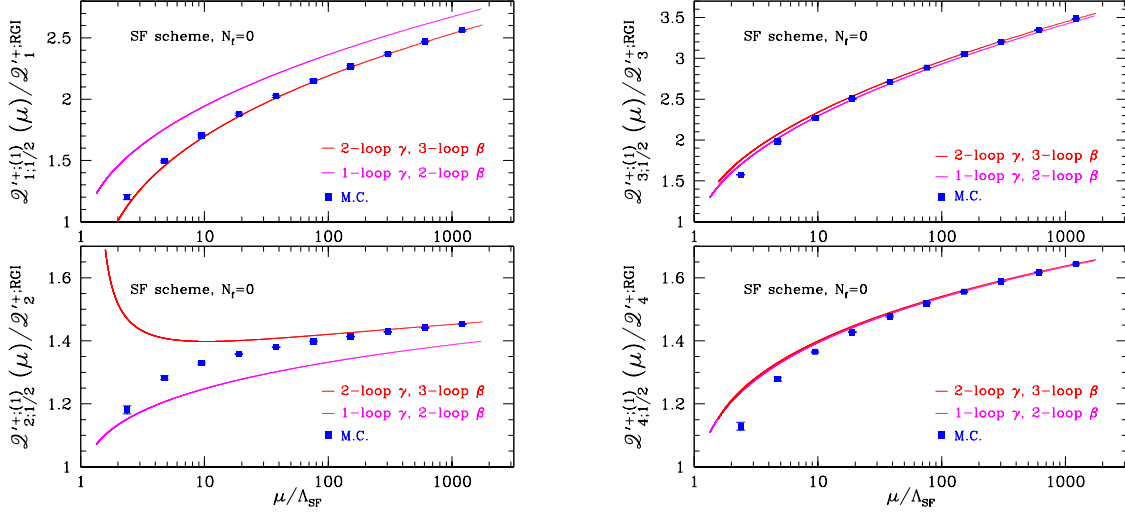 𝒬′₁;₁/₂⁺;⁽¹⁾ (μ)/𝒬′₁⁺;RGI
2.5
2
1.5
1
SF scheme, N_f=0
2-loop γ, 3-loop β
1-loop γ, 2-loop β
M.C.
1 10 100 1000
𝒬′₃;₁/₂⁺;⁽¹⁾ (μ)/𝒬′₃⁺;RGI
3.5
3
2.5
2
1.5
1
SF scheme, N_f=0
2-loop γ, 3-loop β
1-loop γ, 2-loop β
M.C.
1 10 100 1000
𝒬′₂;₁/₂⁺;⁽¹⁾ (μ)/𝒬′₂⁺;RGI
1.6
1.4
1.2
1
SF scheme, N_f=0
2-loop γ, 3-loop β
1-loop γ, 2-loop β
M.C.
1 10 100 1000
μ/Λ_SF
𝒬′₄;₁/₂⁺;⁽¹⁾ (μ)/𝒬′₄⁺;RGI
1.6
1.4
1.2
1
SF scheme, N_f=0
2-loop γ, 3-loop β
1-loop γ, 2-loop β
M.C.
1 10 100 1000
μ/Λ_SF